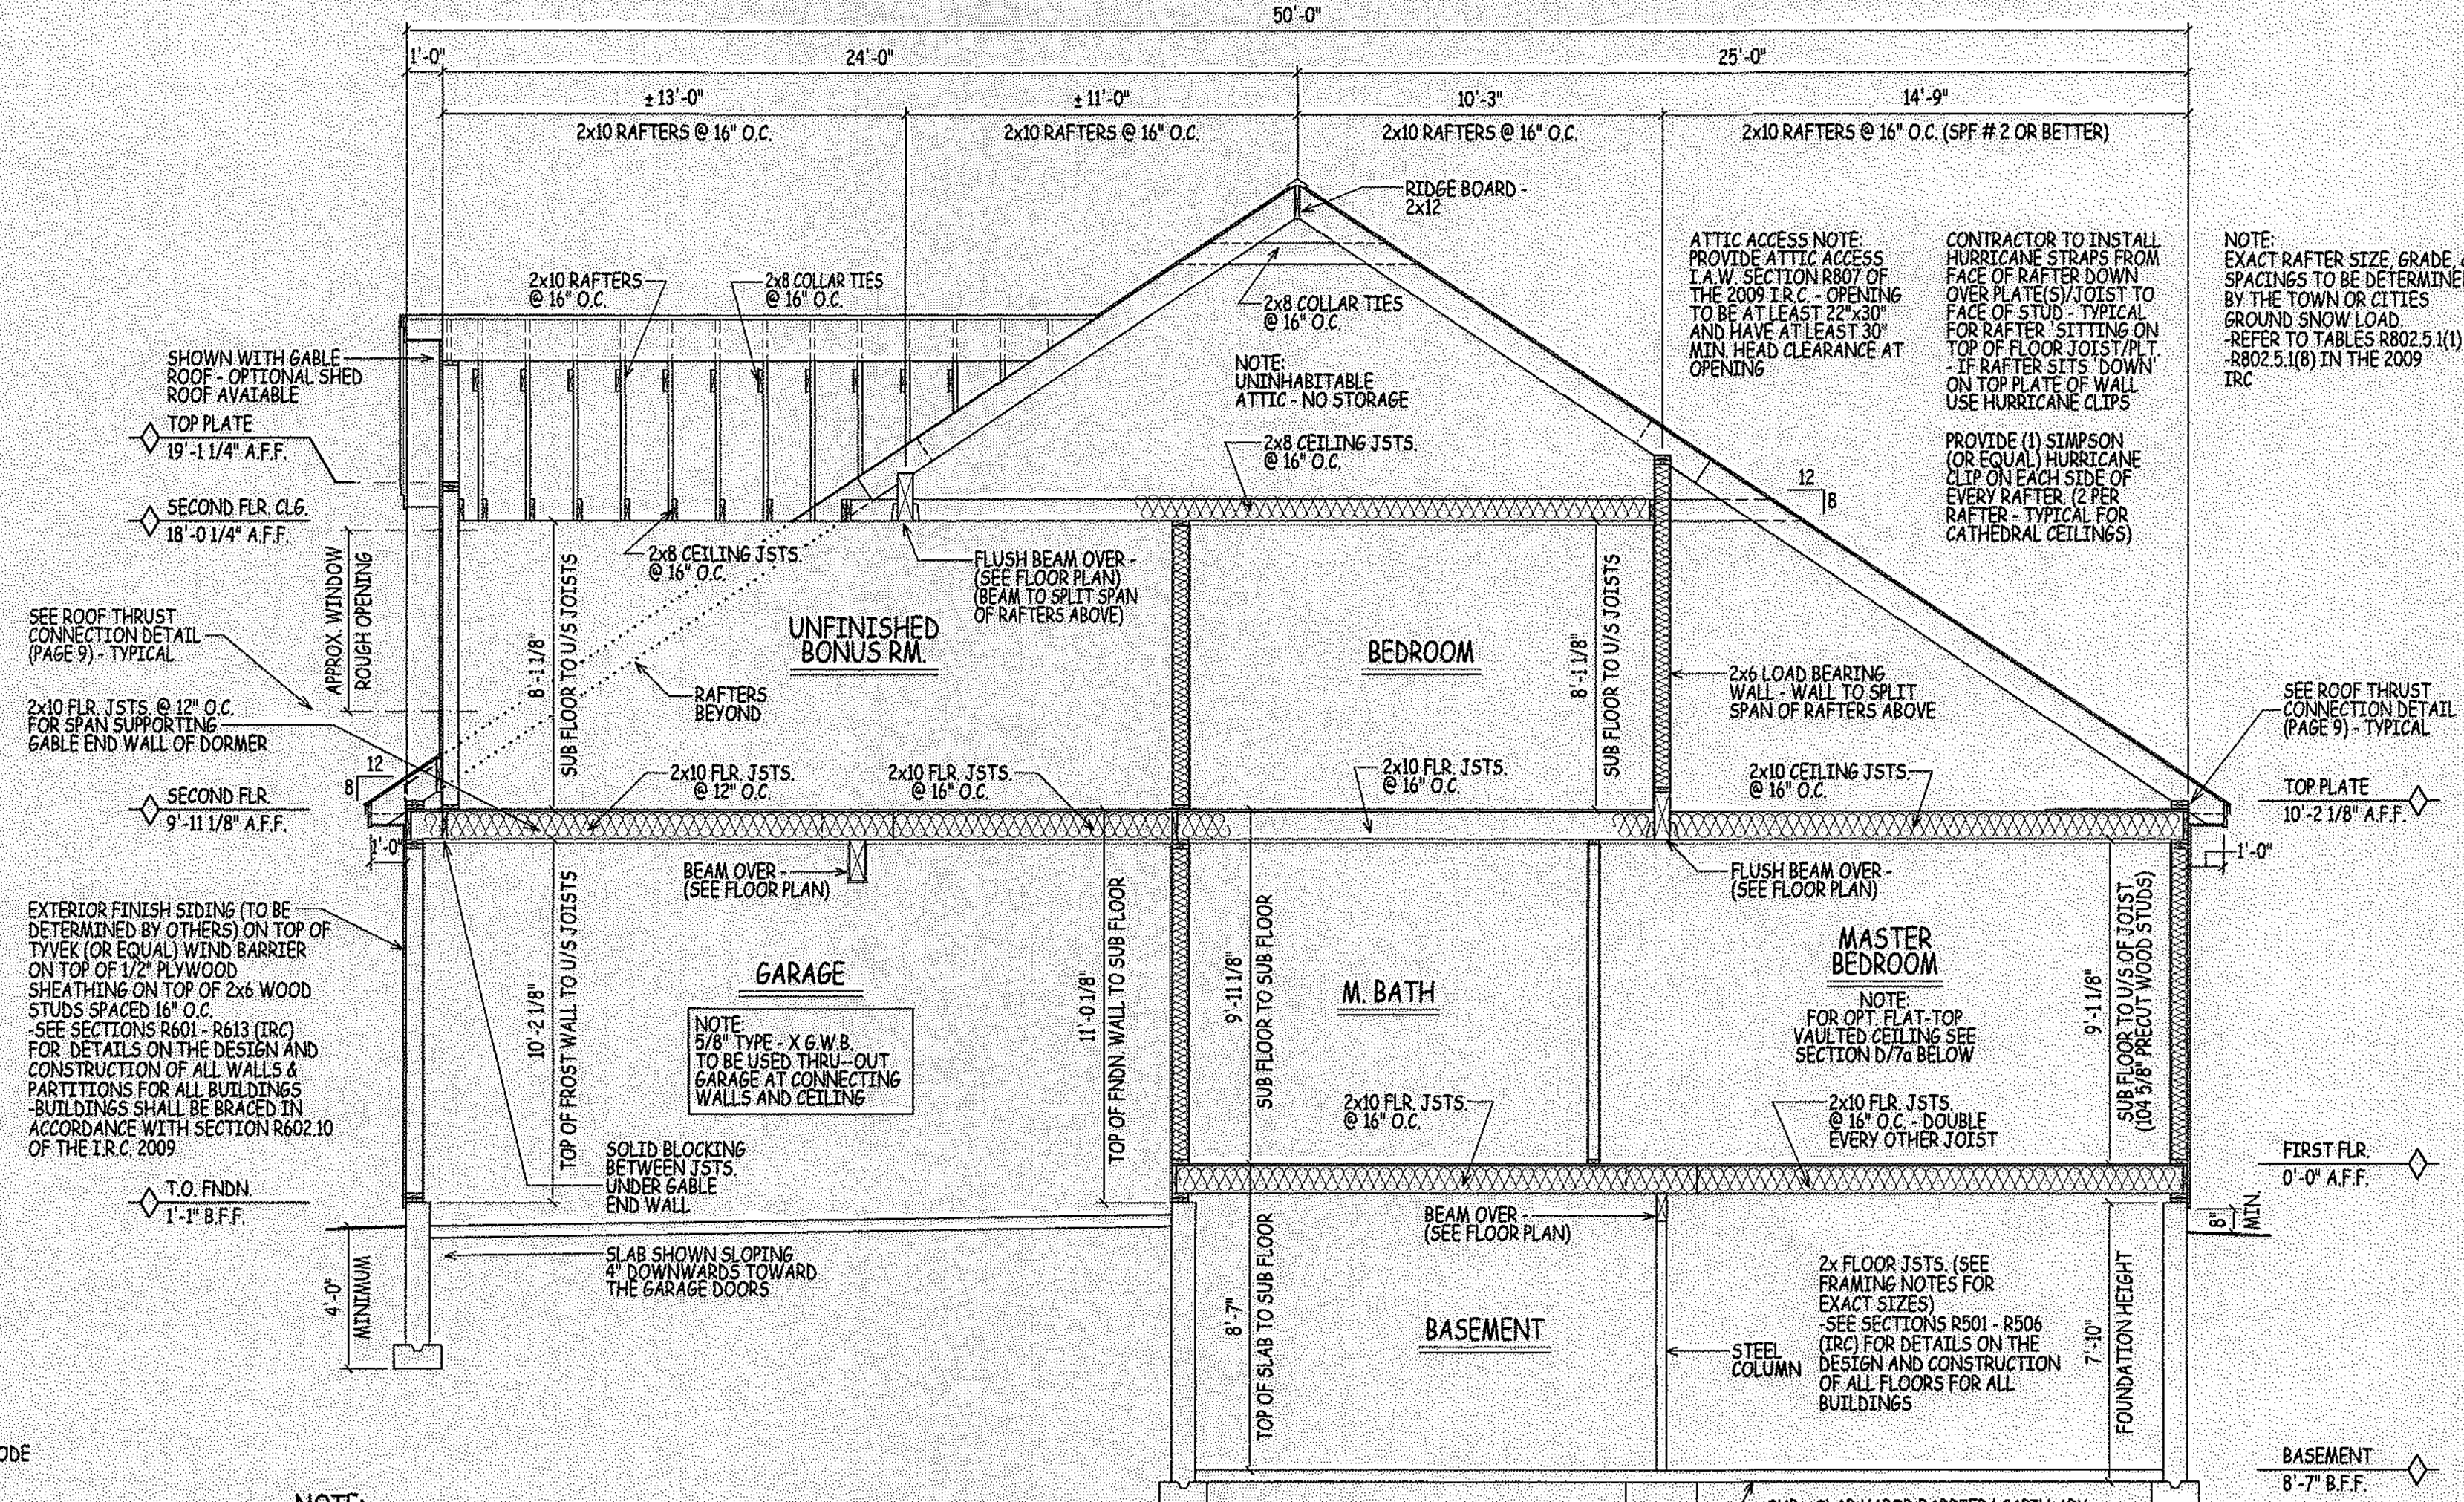 50'-0"
1'-0"
24'-0"
25'-0"
±13'-0"
±11'-0"
10'-3"
14'-9"
2x10 RAFTERS @ 16" O.C.
2x10 RAFTERS @ 16" O.C.
2x10 RAFTERS @ 16" O.C.
2x10 RAFTERS @ 16" O.C. (SPF # 2 OR BETTER)
RIDGE BOARD -
2x12
2x10 RAFTERS
@ 16" O.C.
2x8 COLLAR TIES
@ 16" O.C.
2x8 COLLAR TIES
@ 16" O.C.
NOTE:
UNINHABITABLE
ATTIC - NO STORAGE
2x8 CEILING JSTS.
@ 16" O.C.
ATTIC ACCESS NOTE:
PROVIDE ATTIC ACCESS
I.A.W. SECTION R807 OF
THE 2009 I.R.C. - OPENING
TO BE AT LEAST 22"x30"
AND HAVE AT LEAST 30"
MIN. HEAD CLEARANCE AT
OPENING
CONTRACTOR TO INSTALL
HURRICANE STRAPS FROM
FACE OF RAFTER DOWN
OVER PLATE(S)/JOIST TO
FACE OF STUD - TYPICAL
FOR RAFTER SITTING ON
TOP OF FLOOR JOIST/PLT.
- IF RAFTER SITS DOWN
ON TOP PLATE OF WALL
USE HURRICANE CLIPS
PROVIDE (1) SIMPSON
(OR EQUAL) HURRICANE
CLIP ON EACH SIDE OF
EVERY RAFTER. (2 PER
RAFTER - TYPICAL FOR
CATHEDRAL CEILINGS)
NOTE:
EXACT RAFTER SIZE, GRADE,
SPACINGS TO BE DETERMINE
BY THE TOWN OR CITIES
GROUND SNOW LOAD.
-REFER TO TABLES R802.5.1(1)
-R802.5.1(8) IN THE 2009
IRC
12
8
SHOWN WITH GABLE
ROOF - OPTIONAL SHED
ROOF AVAIABLE
TOP PLATE
19'-1 1/4" A.F.F.
SECOND FLR. CLG.
18'-0 1/4" A.F.F.
APPROX. WINDOW
ROUGH OPENING
SEE ROOF THRUST
CONNECTION DETAIL
(PAGE 9) - TYPICAL
2x10 FLR. JSTS. @ 12" O.C.
FOR SPAN SUPPORTING
GABLE END WALL OF DORMER
12
8
SECOND FLR.
9'-11 1/8" A.F.F.
1'-0"
2x8 CEILING JSTS.
@ 16" O.C.
8'-1 1/8"
SUB FLOOR TO U/S JOISTS
FLUSH BEAM OVER -
(SEE FLOOR PLAN)
(BEAM TO SPLIT SPAN
OF RAFTERS ABOVE)
UNFINISHED
BONUS RM.
RAFTERS
BEYOND
BEDROOM
8'-1 1/8"
SUB FLOOR TO U/S JOISTS
2x6 LOAD BEARING
WALL - WALL TO SPLIT
SPAN OF RAFTERS ABOVE
SEE ROOF THRUST
CONNECTION DETAIL
(PAGE 9) - TYPICAL
2x10 FLR. JSTS.
@ 12" O.C.
2x10 FLR. JSTS.
@ 16" O.C.
2x10 FLR. JSTS.
@ 16" O.C.
2x10 CEILING JSTS.
@ 16" O.C.
TOP PLATE
10'-2 1/8" A.F.F.
1'-0"
BEAM OVER -
(SEE FLOOR PLAN)
FLUSH BEAM OVER -
(SEE FLOOR PLAN)
EXTERIOR FINISH SIDING (TO BE
DETERMINED BY OTHERS) ON TOP OF
TYVEK (OR EQUAL) WIND BARRIER
ON TOP OF 1/2" PLYWOOD
SHEATHING ON TOP OF 2x6 WOOD
STUDS SPACED 16" O.C.
-SEE SECTIONS R601 - R613 (IRC)
FOR DETAILS ON THE DESIGN AND
CONSTRUCTION OF ALL WALLS &
PARTITIONS FOR ALL BUILDINGS
-BUILDINGS SHALL BE BRACED IN
ACCORDANCE WITH SECTION R602.10
OF THE I.R.C. 2009
10'-2 1/8"
TOP OF FROST WALL TO U/S JOISTS
GARAGE
NOTE:
5/8" TYPE - X G.W.B.
TO BE USED THRU--OUT
GARAGE AT CONNECTING
WALLS AND CEILING
11'-0 1/8"
TOP OF FNDN. WALL TO SUB FLOOR
9'-11 1/8"
SUB FLOOR TO SUB FLOOR
M. BATH
MASTER
BEDROOM
NOTE:
FOR OPT. FLAT-TOP
VAULTED CEILING SEE
SECTION D/7a BELOW
9'-1 1/8"
SUB FLOOR TO U/S OF JOIST
(104 5/8" PRECUT WOOD STUDS)
2x10 FLR. JSTS.
@ 16" O.C.
2x10 FLR. JSTS
@ 16" O.C. - DOUBLE
EVERY OTHER JOIST
SOLID BLOCKING
BETWEEN JSTS.
UNDER GABLE
END WALL
T.O. FNDN.
1'-1" B.F.F.
FIRST FLR.
0'-0" A.F.F.
8"
MIN.
SLAB SHOWN SLOPING
4" DOWNWARDS TOWARD
THE GARAGE DOORS
4'-0"
MINIMUM
BEAM OVER -
(SEE FLOOR PLAN)
8'-7"
TOP OF SLAB TO SUB FLOOR
BASEMENT
STEEL
COLUMN
2x FLOOR JSTS. (SEE
FRAMING NOTES FOR
EXACT SIZES)
-SEE SECTIONS R501 - R506
(IRC) FOR DETAILS ON THE
DESIGN AND CONSTRUCTION
OF ALL FLOORS FOR ALL
BUILDINGS
7'-10"
FOUNDATION HEIGHT
BASEMENT
8'-7" B.F.F.
ODE
NOTE: